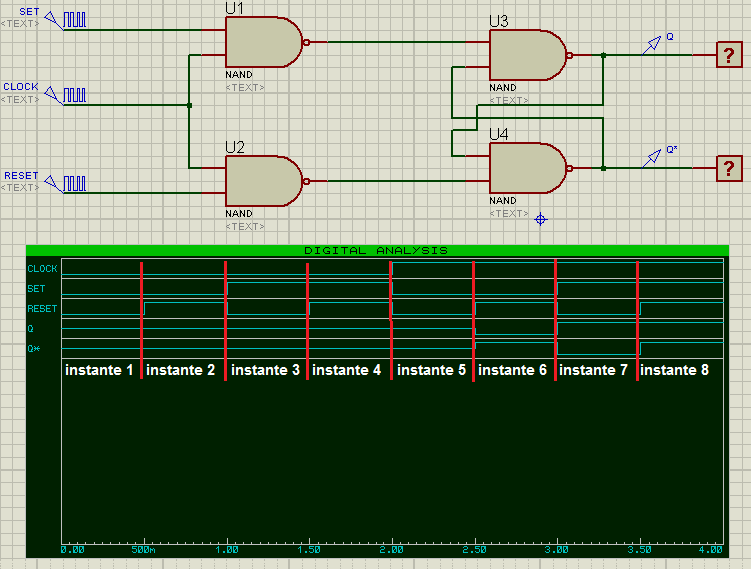 SET
<TEXT>
U1
NAND
<TEXT>
U3
NAND
<TEXT>
Q
?
CLOCK
<TEXT>
RESET
<TEXT>
U2
NAND
<TEXT>
U4
NAND
<TEXT>
Q*
?
DIGITAL ANALYSIS
CLOCK
SET
RESET
Q
Q*
instante 1 instante 2 instante 3 instante 4 instante 5 instante 6 instante 7 instante 8
0.00 500m 1.00 1.50 2.00 2.50 3.00 3.50 4.00